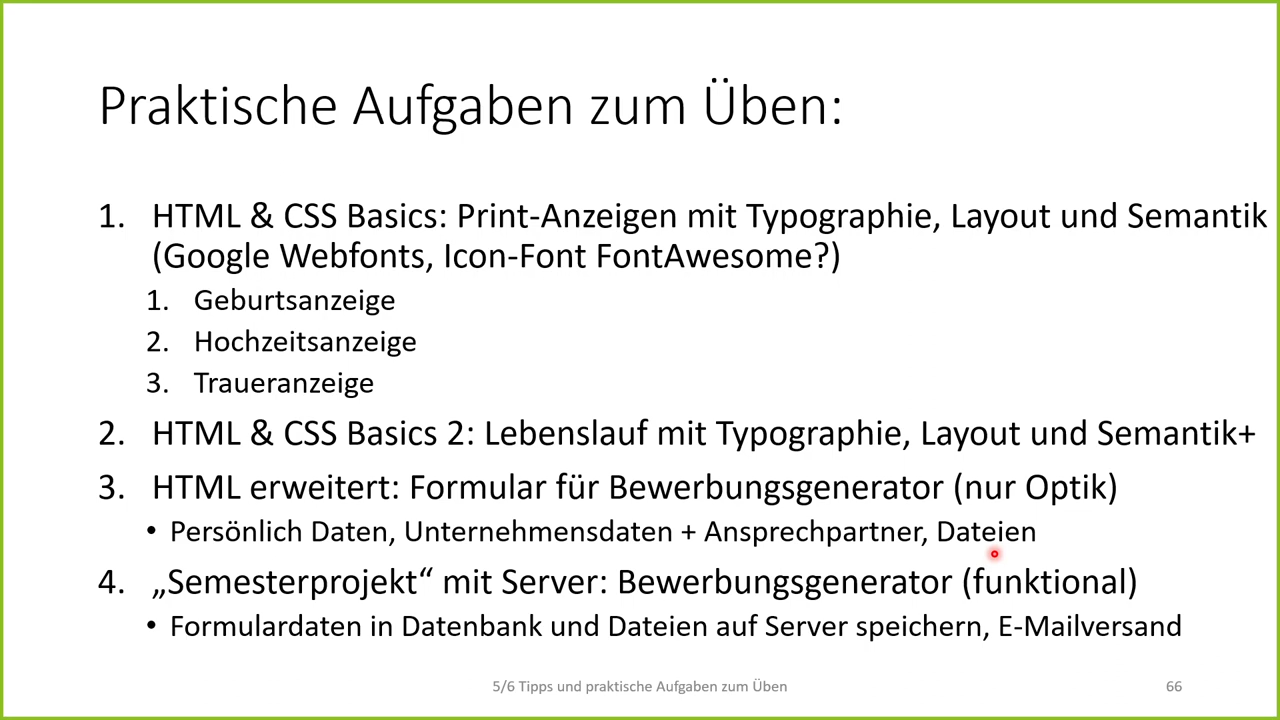 Praktische Aufgaben zum Üben:
1. HTML & CSS Basics: Print-Anzeigen mit Typographie, Layout und Semantik
(Google Webfonts, Icon-Font FontAwesome?)
1. Geburtsanzeige
2. Hochzeitsanzeige
3. Traueranzeige
2. HTML & CSS Basics 2: Lebenslauf mit Typographie, Layout und Semantik+
3. HTML erweitert: Formular für Bewerbungsgenerator (nur Optik)
• Persönlich Daten, Unternehmensdaten + Ansprechpartner, Dateien
4. „Semesterprojekt“ mit Server: Bewerbungsgenerator (funktional)
• Formulardaten in Datenbank und Dateien auf Server speichern, E-Mailversand
5/6 Tipps und praktische Aufgaben zum Üben
66